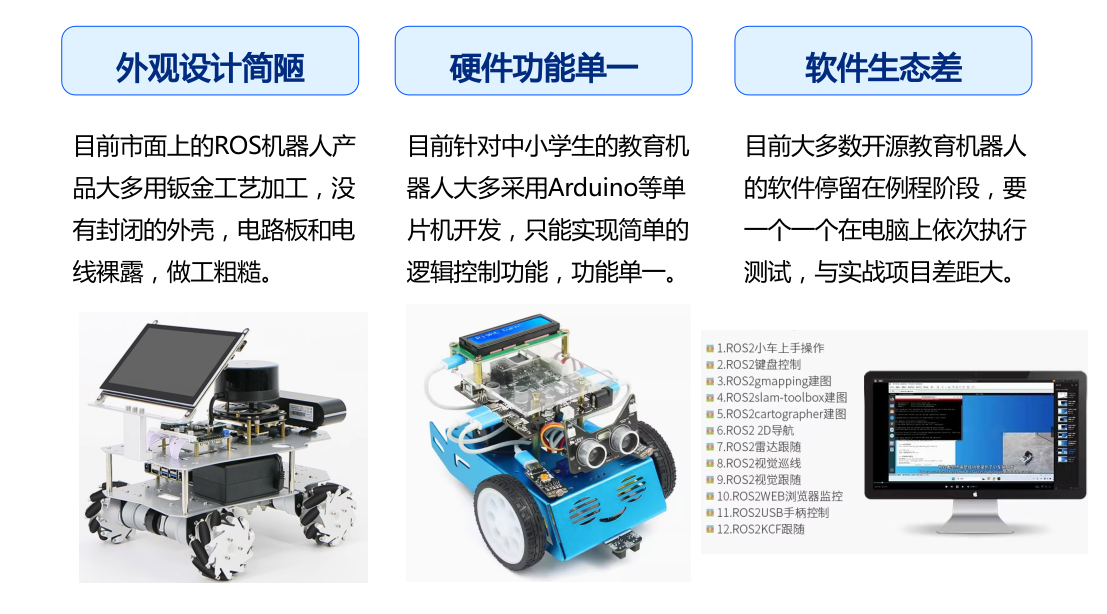 外观设计简陋
目前市面上的ROS机器人产
品大多用钣金工艺加工，没
有封闭的外壳，电路板和电
线裸露，做工粗糙。
硬件功能单一
目前针对中小学生的教育机
器人大多采用Arduino等单
片机开发，只能实现简单的
逻辑控制功能，功能单一。
软件生态差
目前大多数开源教育机器人
的软件停留在例程阶段，要
一个一个在电脑上依次执行
测试，与实战项目差距大。
1.ROS2小车上手操作
2.ROS2键盘控制
3.ROS2gmapping建图
4.ROS2slam-toolbox建图
5.ROS2cartographer建图
6.ROS2 2D导航
7.ROS2雷达跟随
8.ROS2视觉巡线
9.ROS2视觉跟随
10.ROS2WEB浏览器监控
11.ROS2USB手柄控制
12.ROS2KCF跟随